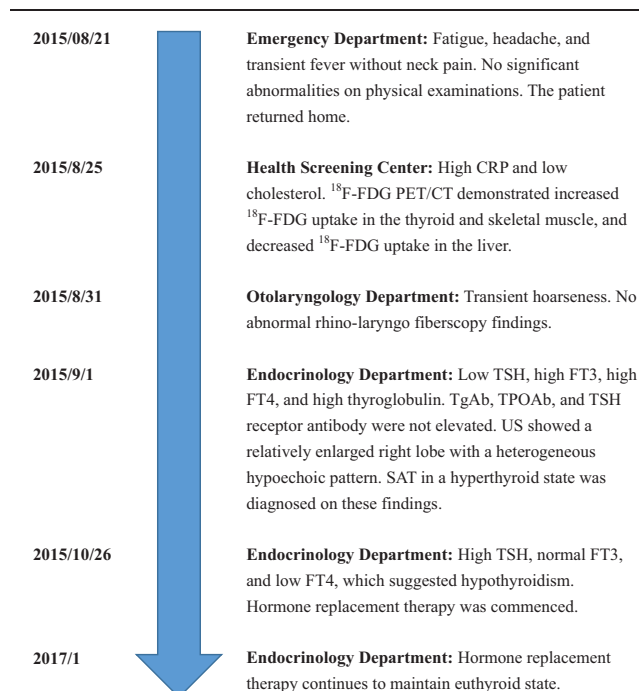 2015/08/21
Emergency Department: Fatigue, headache, and
transient fever without neck pain. No significant
abnormalities on physical examinations. The patient
returned home.
2015/8/25
Health Screening Center: High CRP and low
cholesterol. ¹⁸F-FDG PET/CT demonstrated increased
¹⁸F-FDG uptake in the thyroid and skeletal muscle, and
decreased ¹⁸F-FDG uptake in the liver.
2015/8/31
Otolaryngology Department: Transient hoarseness. No
abnormal rhino-laryngo fiberscopy findings.
2015/9/1
Endocrinology Department: Low TSH, high FT3, high
FT4, and high thyroglobulin. TgAb, TPOAb, and TSH
receptor antibody were not elevated. US showed a
relatively enlarged right lobe with a heterogeneous
hypoechoic pattern. SAT in a hyperthyroid state was
diagnosed on these findings.
2015/10/26
Endocrinology Department: High TSH, normal FT3,
and low FT4, which suggested hypothyroidism.
Hormone replacement therapy was commenced.
2017/1
Endocrinology Department: Hormone replacement
therapy continues to maintain euthyroid state.